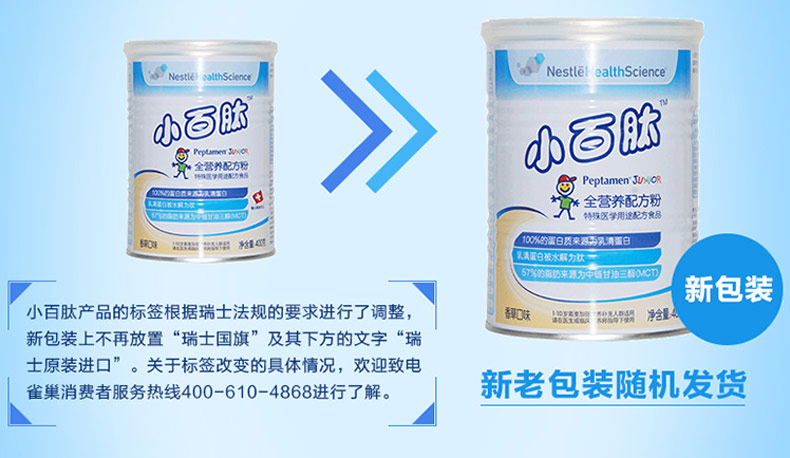 NestléHealthScience
小百肽™
Peptamen® JUNIOR
全营养配方粉
特殊医学用途配方食品
100%的蛋白质来源为乳清蛋白
乳清蛋白被水解为肽
57%的脂肪来源为中链甘油三酯(MCT)
香草口味
净含量:400克
小百肽产品的标签根据瑞士法规的要求进行了调整,
新包装上不再放置“瑞士国旗”及其下方的文字“瑞
士原装进口”。关于标签改变的具体情况,欢迎致电
雀巢消费者服务热线400-610-4868进行了解。
NestléHealthScience
小百肽™
Peptamen® JUNIOR
全营养配方粉
特殊医学用途配方食品
100%的蛋白质来源为乳清蛋白
乳清蛋白被水解为肽
57%的脂肪来源为中链甘油三酯(MCT)
香草口味
新包装
新老包装随机发货